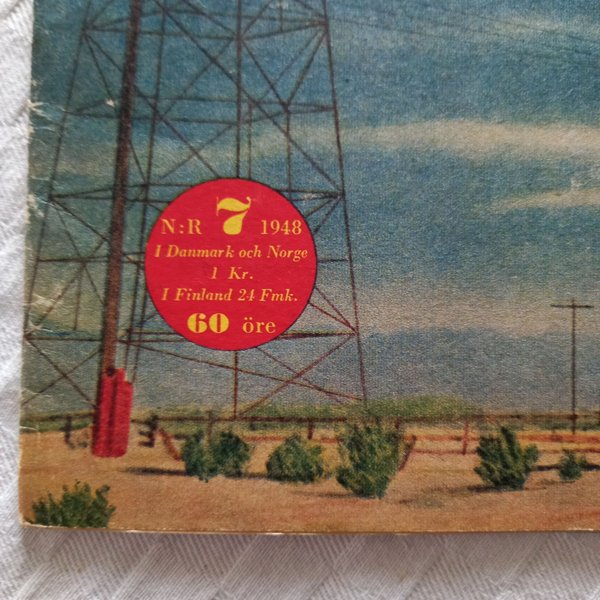 N:R 7 1948
I Danmark och Norge
1 Kr.
I Finland 24 Fmk.
60 öre